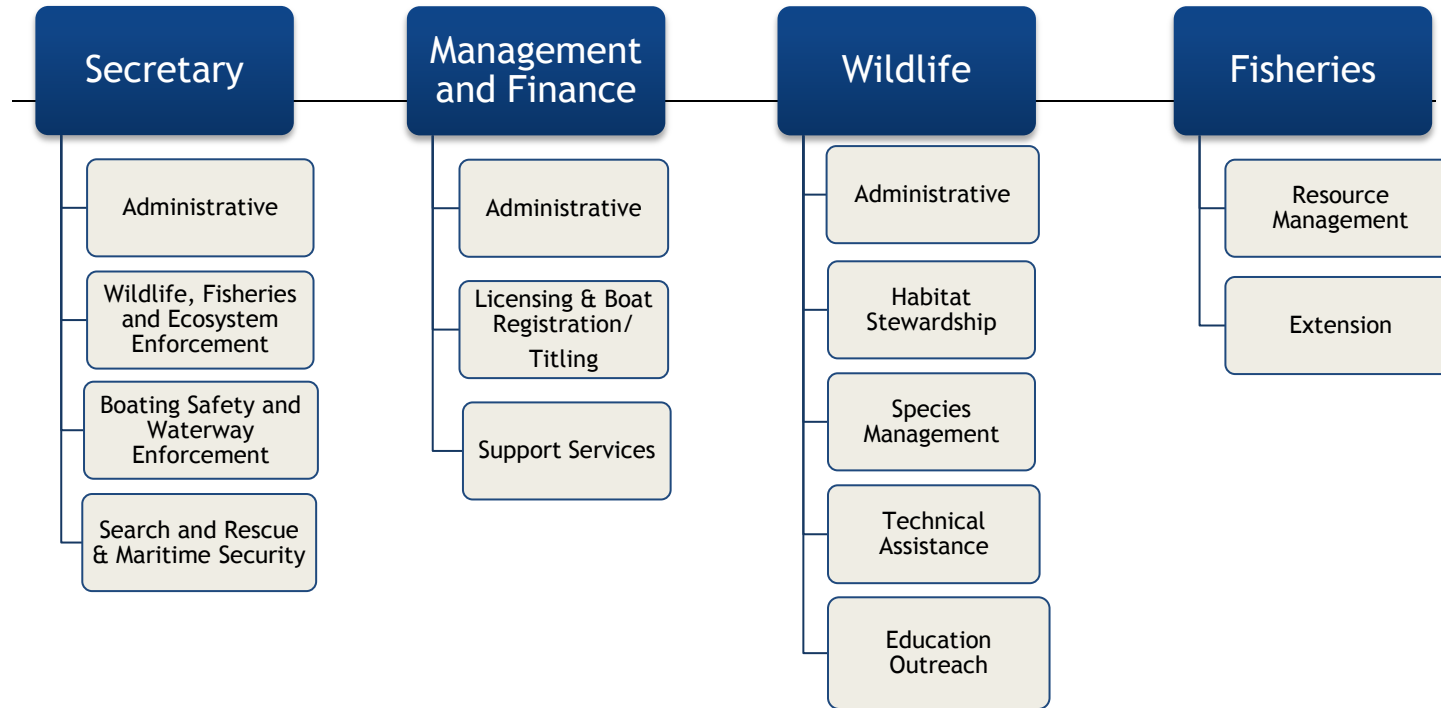 Secretary
Administrative
Wildlife, Fisheries
and Ecosystem
Enforcement
Boating Safety and
Waterway
Enforcement
Search and Rescue
& Maritime Security
Management
and Finance
Administrative
Licensing & Boat
Registration/
Titling
Support Services
Wildlife
Administrative
Habitat
Stewardship
Species
Management
Technical
Assistance
Education
Outreach
Fisheries
Resource
Management
Extension